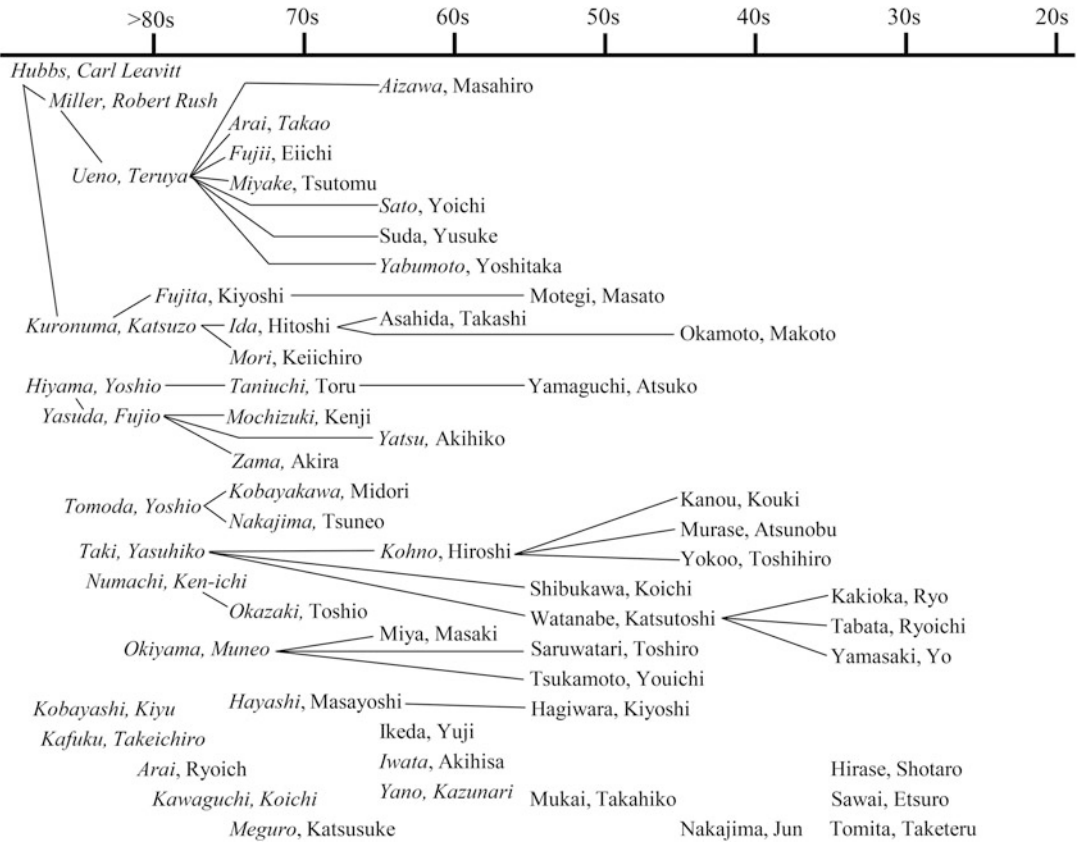 >80s 70s 60s 50s 40s 30s 20s
Hubbs, Carl Leavitt
Aizawa, Masahiro
Miller, Robert Rush
Arai, Takao
Fujii, Eiichi
Ueno, Teruya
Miyake, Tsutomu
Sato, Yoichi
Suda, Yusuke
Yabumoto, Yoshitaka
Fujita, Kiyoshi Motegi, Masato
Asahida, Takashi
Kuronuma, Katsuzo Ida, Hitoshi Okamoto, Makoto
Mori, Keiichiro
Hiyama, Yoshio Taniuchi, Toru Yamaguchi, Atsuko
Yasuda, Fujio Mochizuki, Kenji
Yatsu, Akihiko
Zama, Akira
Kobayakawa, Midori
Tomoda, Yoshio Kanou, Kouki
Nakajima, Tsuneo Murase, Atsunobu
Taki, Yasuhiko Kohno, Hiroshi Yokoo, Toshihiro
Numachi, Ken-ichi Shibukawa, Koichi
Kakioka, Ryo
Okazaki, Toshio Watanabe, Katsutoshi
Tabata, Ryoichi
Miya, Masaki
Okiyama, Muneo Saruwatari, Toshiro Yamasaki, Yo
Tsukamoto, Youichi
Kobayashi, Kiyu Hayashi, Masayoshi Hagiwara, Kiyoshi
Kafuku, Takeichiro Ikeda, Yuji
Arai, Ryoich Iwata, Akihisa Hirase, Shotaro
Kawaguchi, Koichi Yano, Kazunari Mukai, Takahiko Sawai, Etsuro
Meguro, Katsusuke Nakajima, Jun Tomita, Taketeru